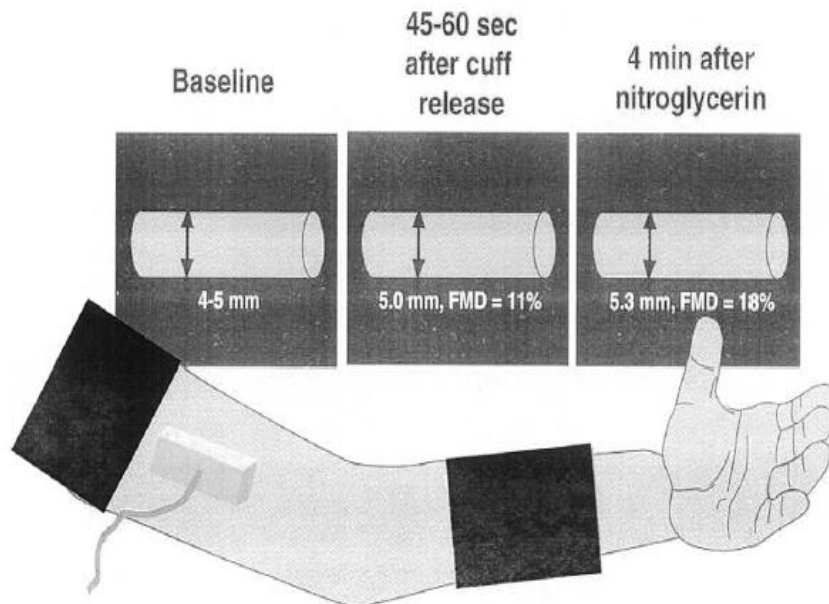 Baseline
45-60 sec
after cuff
release
4 min after
nitroglycerin
4-5 mm
5.0 mm, FMD = 11%
5.3 mm, FMD = 18%